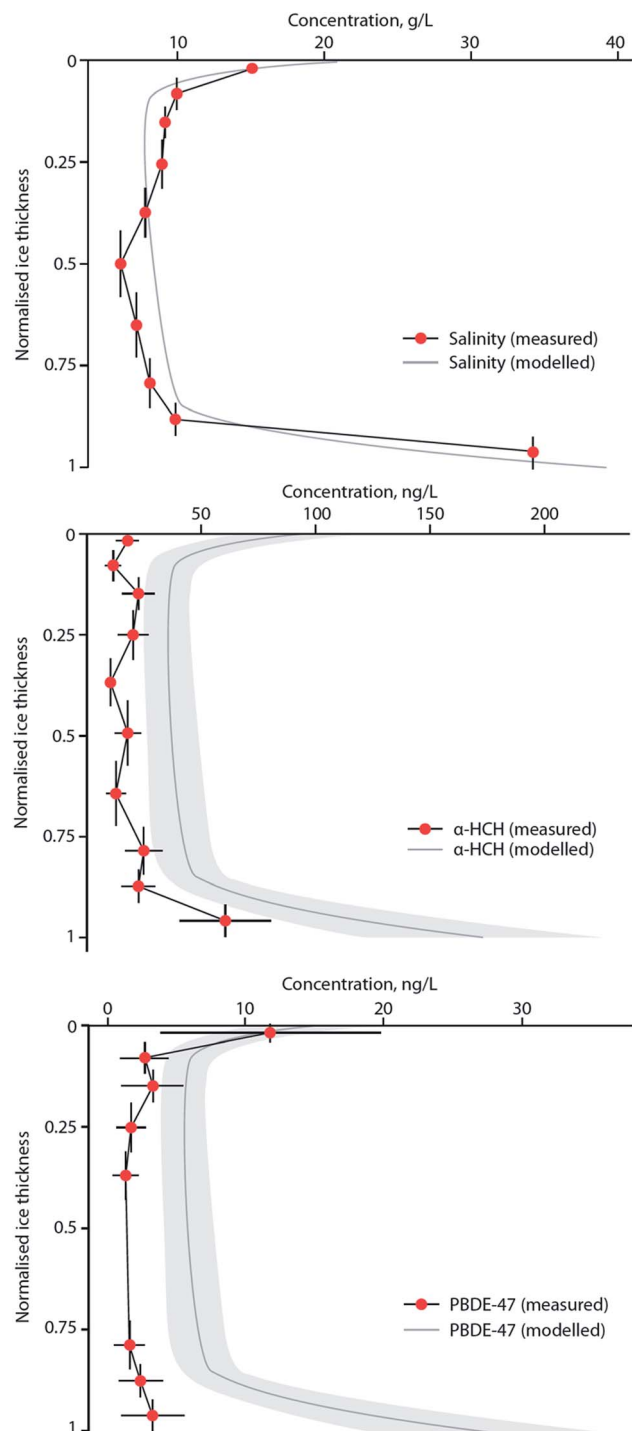 Concentration, g/L
10 20 30 40
0
0.25
0.5
0.75
1
Normalised ice thickness
Salinity (measured)
Salinity (modelled)
Concentration, ng/L
50 100 150 200
0
0.25
0.5
0.75
1
Normalised ice thickness
α-HCH (measured)
α-HCH (modelled)
Concentration, ng/L
0 10 20 30
0
0.25
0.5
0.75
1
Normalised ice thickness
PBDE-47 (measured)
PBDE-47 (modelled)